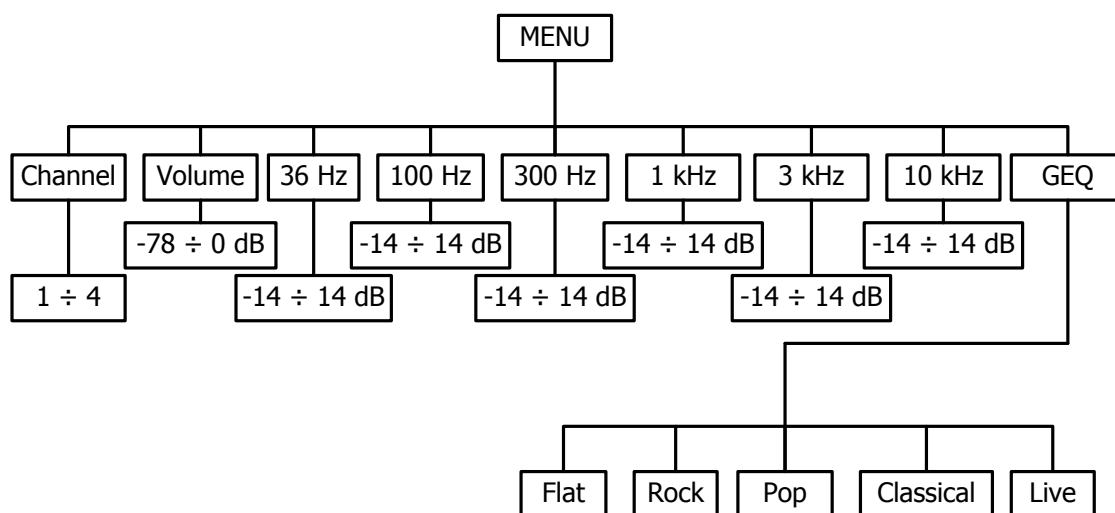 MENU
Channel
Volume
36 Hz
100 Hz
300 Hz
1 kHz
3 kHz
10 kHz
GEQ
-78 ÷ 0 dB
-14 ÷ 14 dB
-14 ÷ 14 dB
-14 ÷ 14 dB
1 ÷ 4
-14 ÷ 14 dB
-14 ÷ 14 dB
-14 ÷ 14 dB
Flat
Rock
Pop
Classical
Live